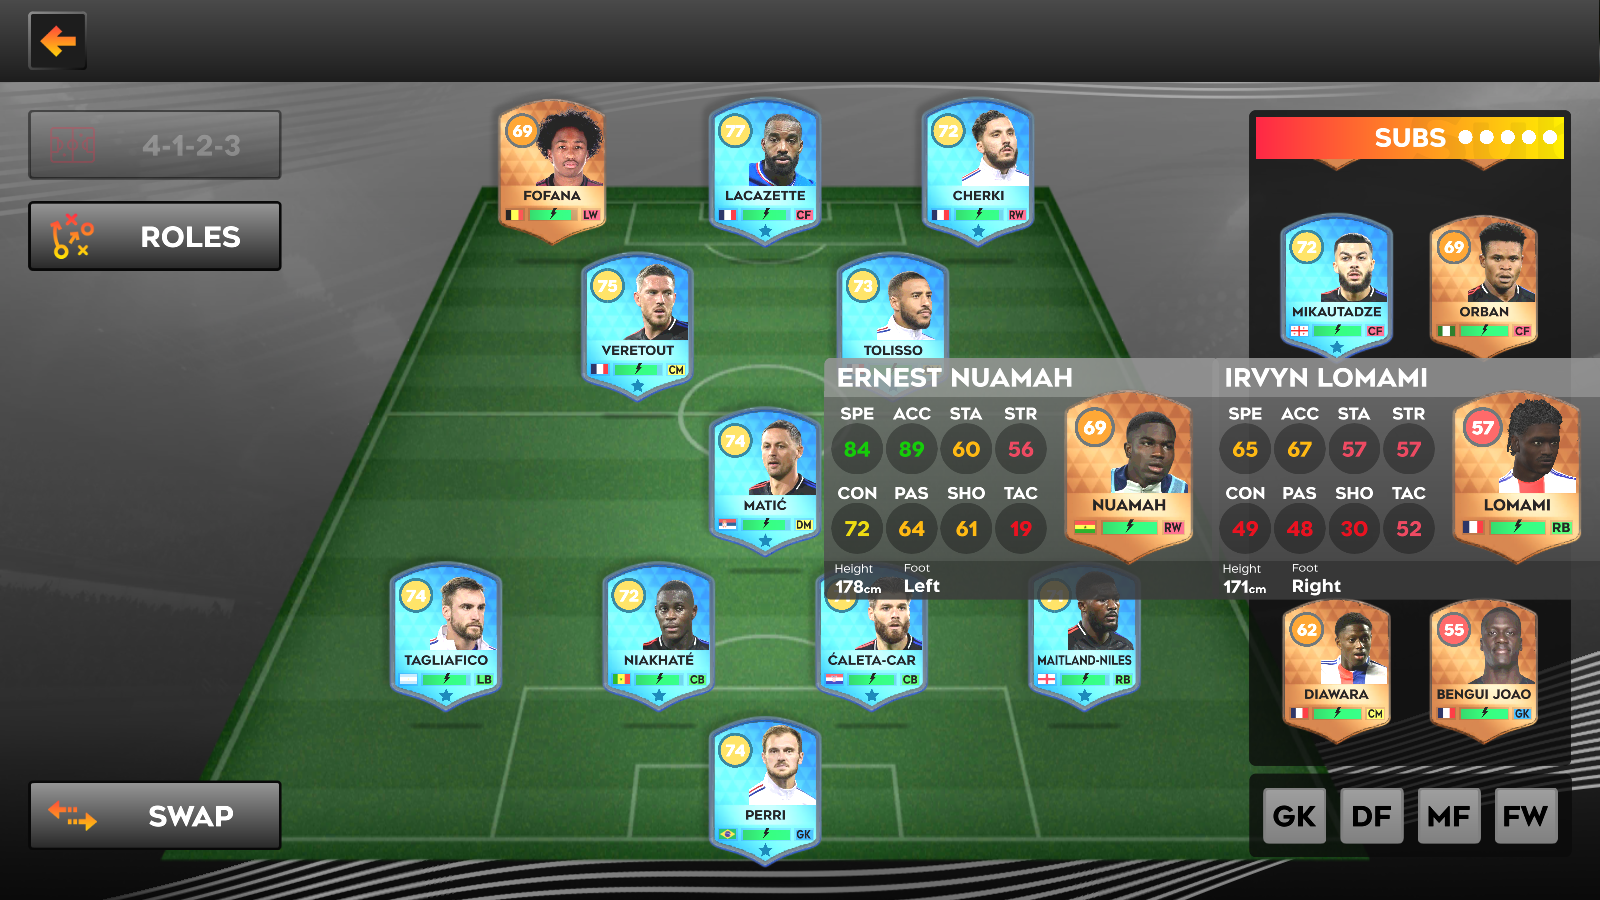 4-1-2-3
ROLES
SWAP
69
FOFANA
LW
77
LACAZETTE
CF
72
CHERKI
RW
75
VERETOUT
CM
73
TOLISSO
74
MATIĆ
DM
74
TAGLIAFICO
LB
72
NIAKHATÉ
CB
ĆALETA-CAR
CB
MAITLAND-NILES
RB
74
PERRI
GK
SUBS
72
MIKAUTADZE
CF
69
ORBAN
CF
ERNEST NUAMAH
SPE ACC STA STR
84 89 60 56
CON PAS SHO TAC
72 64 61 19
Height Foot
178cm Left
69
NUAMAH
RW
IRVYN LOMAMI
SPE ACC STA STR
65 67 57 57
CON PAS SHO TAC
49 48 30 52
Height Foot
171cm Right
57
LOMAMI
RB
62
DIAWARA
CM
55
BENGUI JOAO
GK
GK DF MF FW